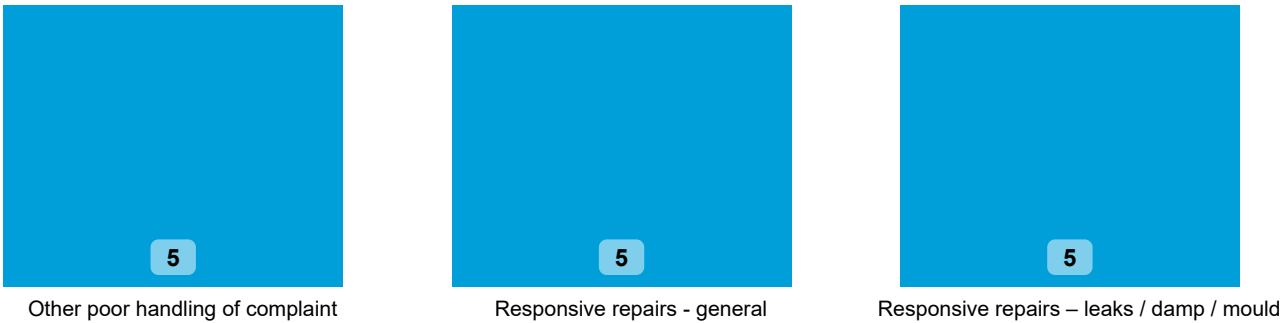 5 5 5
Other poor handling of complaint Responsive repairs - general Responsive repairs – leaks / damp / mould